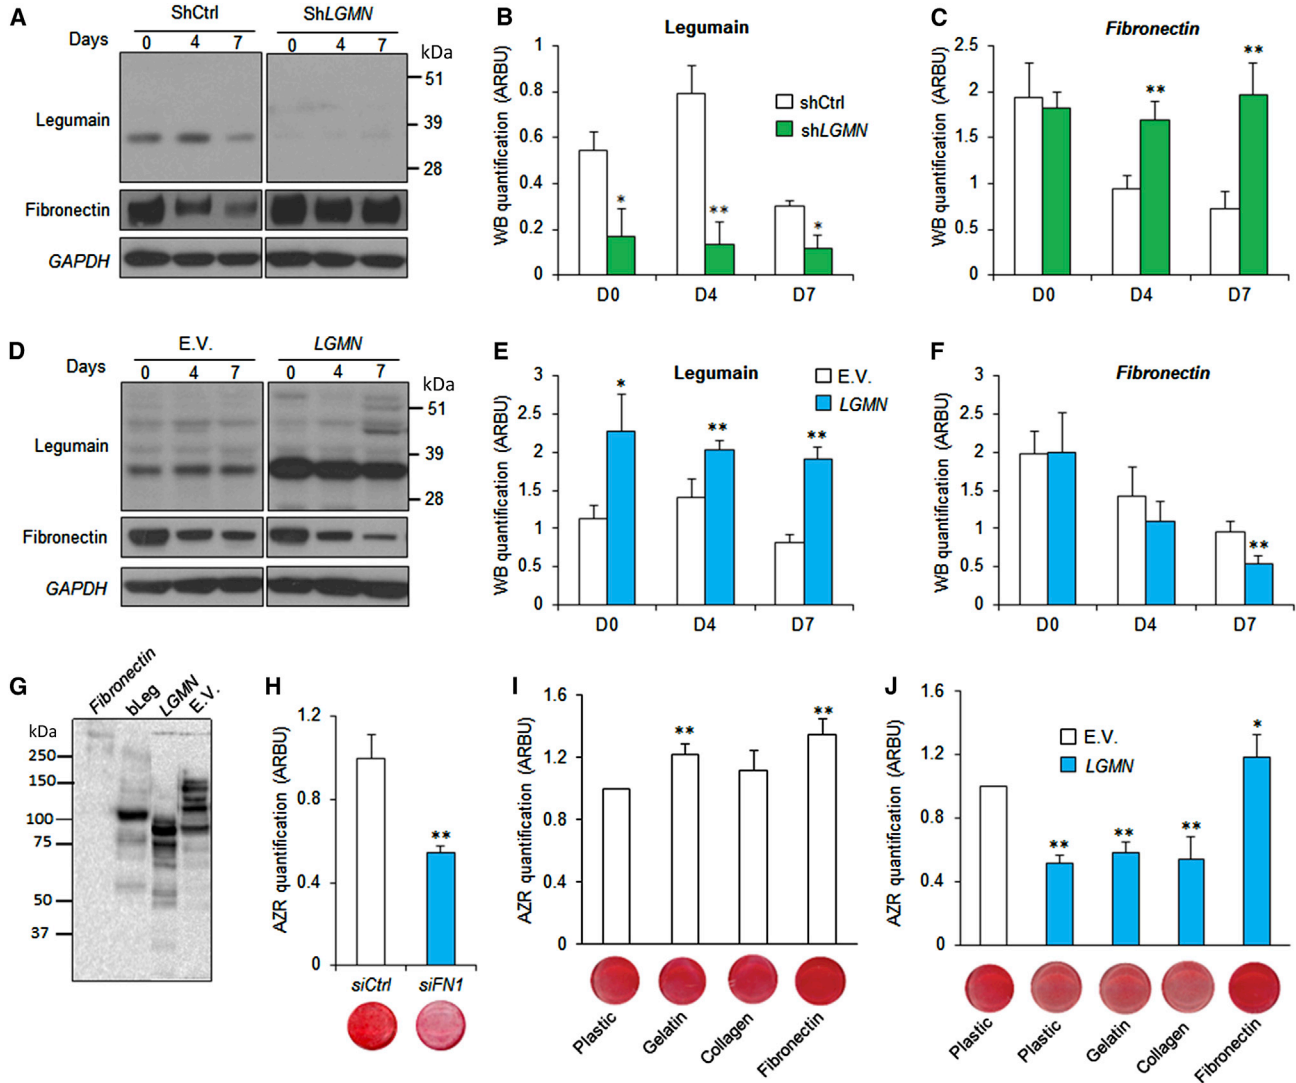 A
ShCtrl
ShLGMN
Days
0 4 7
0 4 7
kDa
Legumain
51
39
28
Fibronectin
GAPDH
B
Legumain
WB quantification (ARBU)
1
0.8
0.6
0.4
0.2
0
shCtrl
shLGMN
*
**
*
D0 D4 D7
C
Fibronectin
WB quantification (ARBU)
2.5
2
1.5
1
0.5
0
**
**
D0 D4 D7
D
E.V.
LGMN
Days
0 4 7
0 4 7
kDa
Legumain
51
39
28
Fibronectin
GAPDH
E
Legumain
WB quantification (ARBU)
3
2.5
2
1.5
1
0.5
0
E.V.
LGMN
*
**
**
D0 D4 D7
F
Fibronectin
WB quantification (ARBU)
3
2.5
2
1.5
1
0.5
0
**
D0 D4 D7
G
Fibronectin
bLeg
LGMN
E.V.
kDa
250
150
100
75
50
37
H
AZR quantification (ARBU)
1.2
0.8
0.4
0
**
siCtrl siFN1
I
AZR quantification (ARBU)
1.6
1.2
0.8
0.4
0
**
**
Plastic
Gelatin
Collagen
Fibronectin
J
AZR quantification (ARBU)
1.6
1.2
0.8
0.4
0
E.V.
LGMN
**
**
**
*
Plastic
Plastic
Gelatin
Collagen
Fibronectin